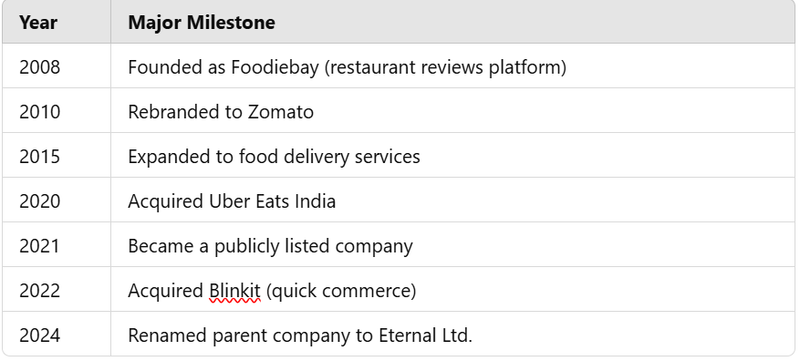 Year Major Milestone
2008 Founded as Foodiebay (restaurant reviews platform)
2010 Rebranded to Zomato
2015 Expanded to food delivery services
2020 Acquired Uber Eats India
2021 Became a publicly listed company
2022 Acquired Blinkit (quick commerce)
2024 Renamed parent company to Eternal Ltd.